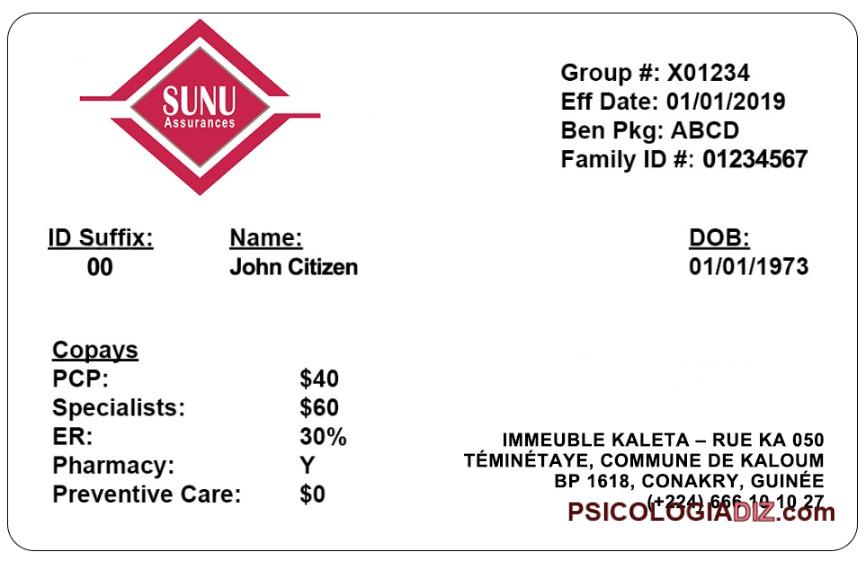 SUNU
Assurances
Group #: X01234
Eff Date: 01/01/2019
Ben Pkg: ABCD
Family ID #: 01234567
ID Suffix: Name: DOB:
00 John Citizen 01/01/1973
Copays
PCP: $40
Specialists: $60
ER: 30%
Pharmacy: Y
Preventive Care: $0
IMMEUBLE KALETA – RUE KA 050
TÉMINÉTAYE, COMMUNE DE KALOUM
BP 1618, CONAKRY, GUINÉE
(+224) 666 10 10 27
PSICOLOGIADIZ.com